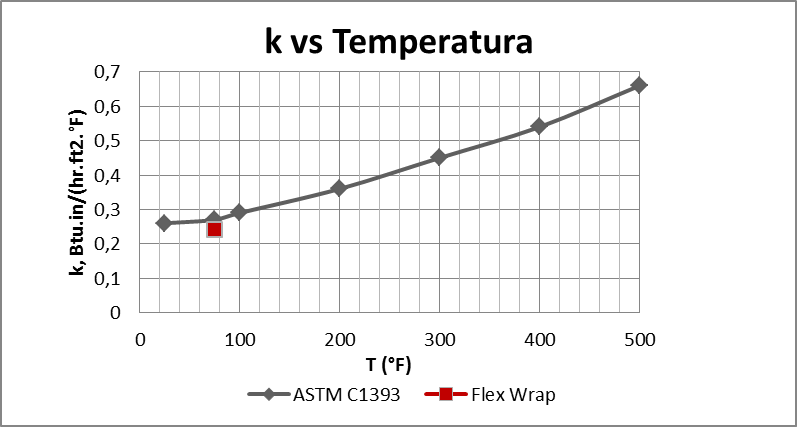 k vs Temperatura
k, Btu.in/(hr.ft2.°F)
0,7
0,6
0,5
0,4
0,3
0,2
0,1
0
0 100 200 300 400 500
T (°F)
ASTM C1393 Flex Wrap